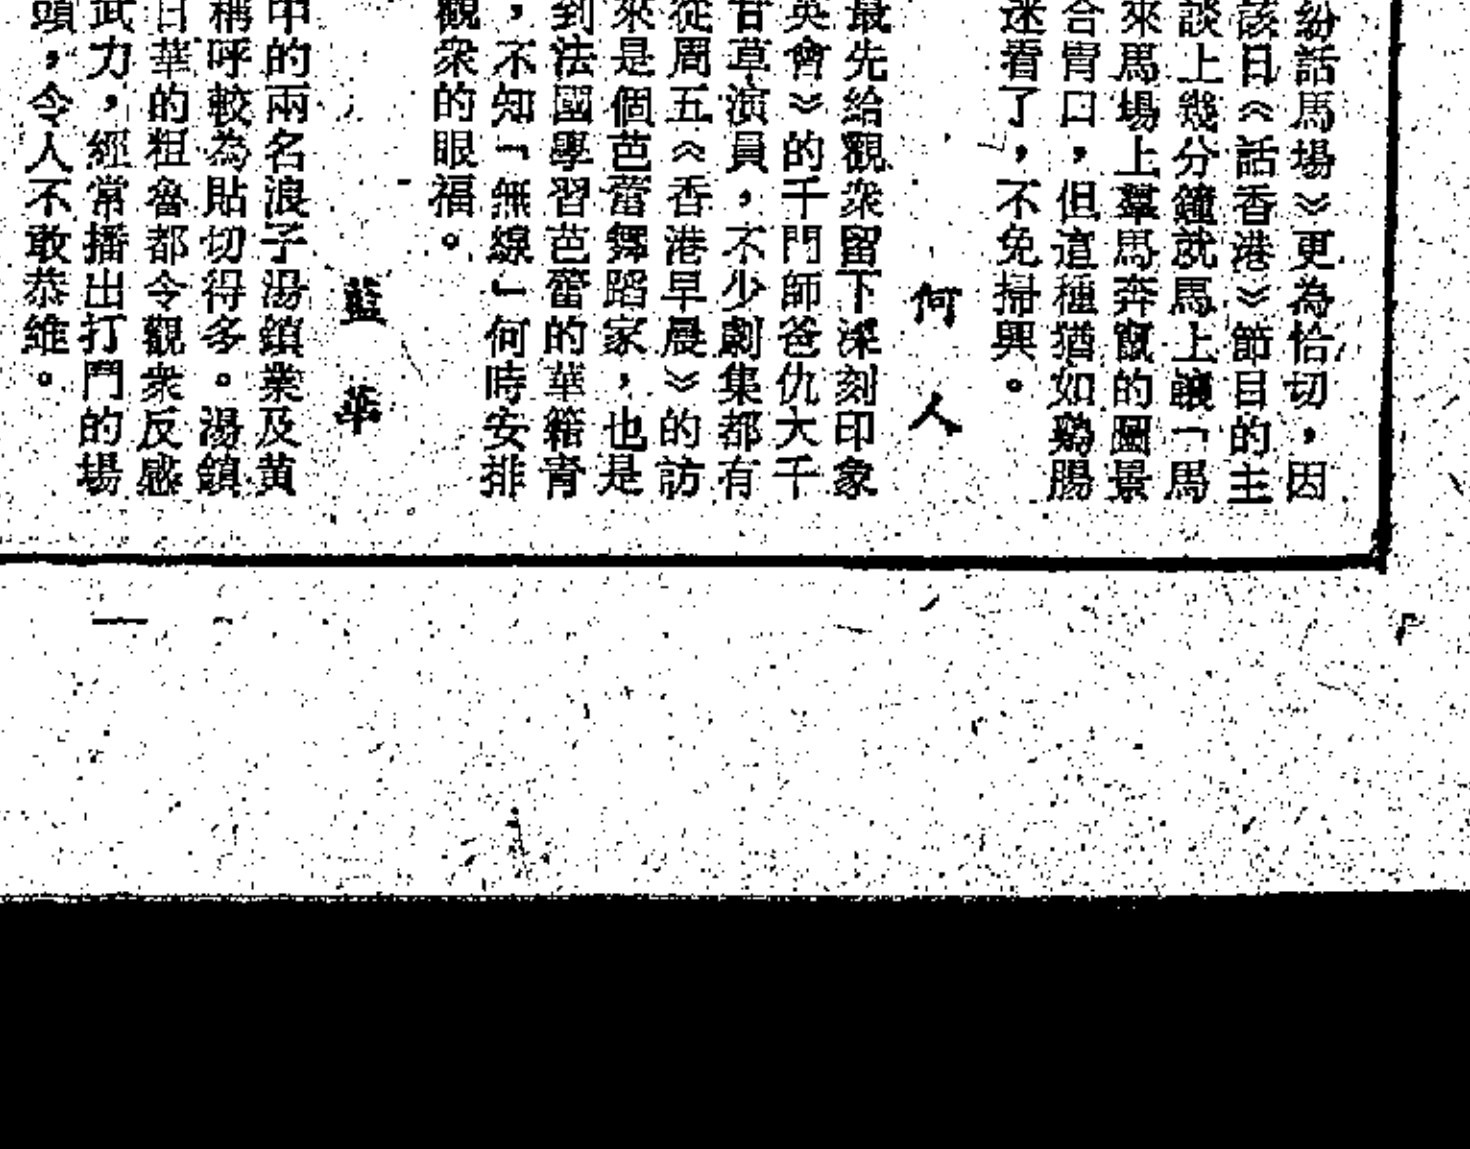 紛話馬場》更為恰切，因
該日《話香港》節目的主
談上幾分鐘就馬上讓「馬
來馬場上羣馬奔馳的圖景
合胃口，但這種猶如鷄腸
迷看了，不免掃興。
何人
最先給觀衆留下深刻印象
英會》的千門師爸仇大千
甘草演員，不少劇集都有
從周五《香港早晨》的訪
來是個芭蕾舞蹈家，也是
到法國學習芭蕾的華籍青
，不知「無線」何時安排
觀衆的眼福。
藍華
中的兩名浪子湯鎮業及黄
稱呼較為貼切得多。湯鎮
日華的粗魯都令觀衆反感
武力，經常播出打鬥的場
頭，令人不敢恭維。